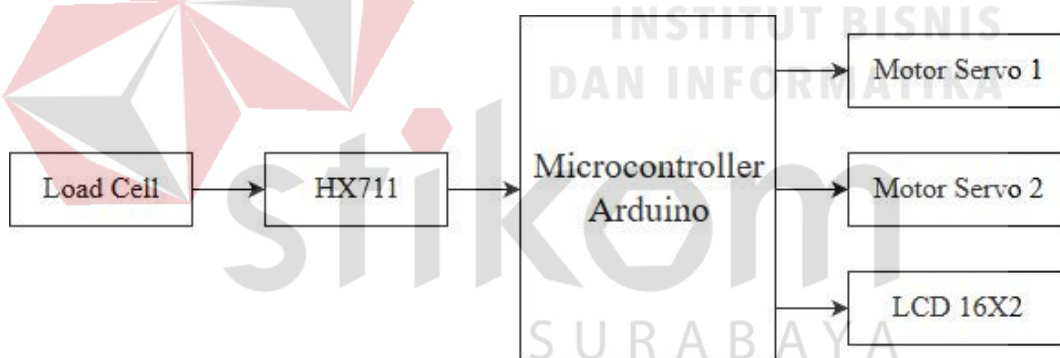 INSTITUT BISNIS
DAN INFORMATIKA
stikom
SURABAYA
Load Cell
HX711
Microcontroller
Arduino
Motor Servo 1
Motor Servo 2
LCD 16X2